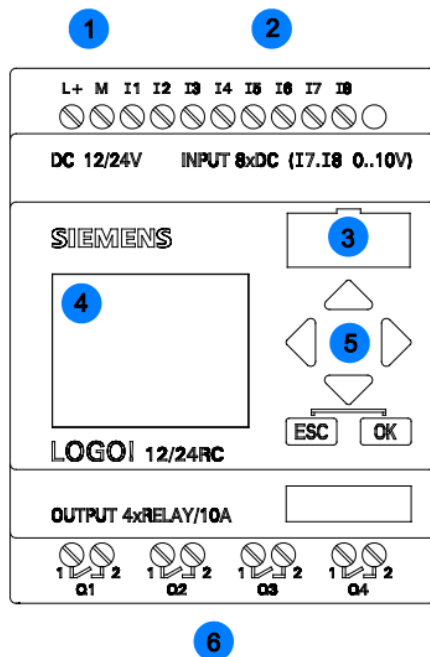 1 2
L+ M I1 I2 I3 I4 I5 I6 I7 I8
DC 12/24V INPUT 8xDC (I7.I8 0..10V)
SIEMENS
3
4
5
ESC OK
LOGO! 12/24RC
OUTPUT 4xRELAY/10A
1 2 1 2 1 2 1 2
Q1 Q2 Q3 Q4
6